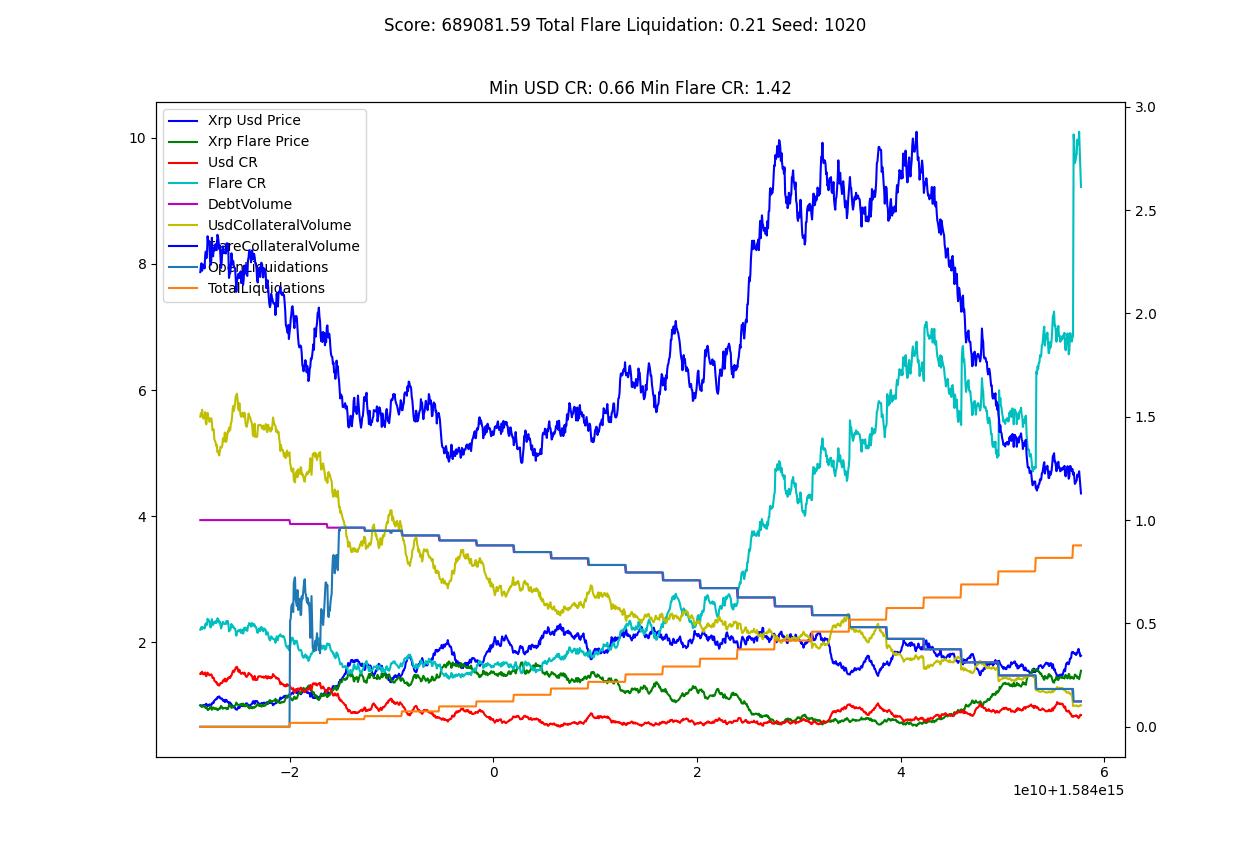 Score: 689081.59 Total Flare Liquidation: 0.21 Seed: 1020
Min USD CR: 0.66 Min Flare CR: 1.42
Xrp Usd Price
Xrp Flare Price
Usd CR
Flare CR
DebtVolume
UsdCollateralVolume
FlareCollateralVolume
OpenLiquidations
TotalLiquidations
10
8
6
4
2
3.0
2.5
2.0
1.5
1.0
0.5
0.0
−2
0
2
4
6
1e10+1.584e15